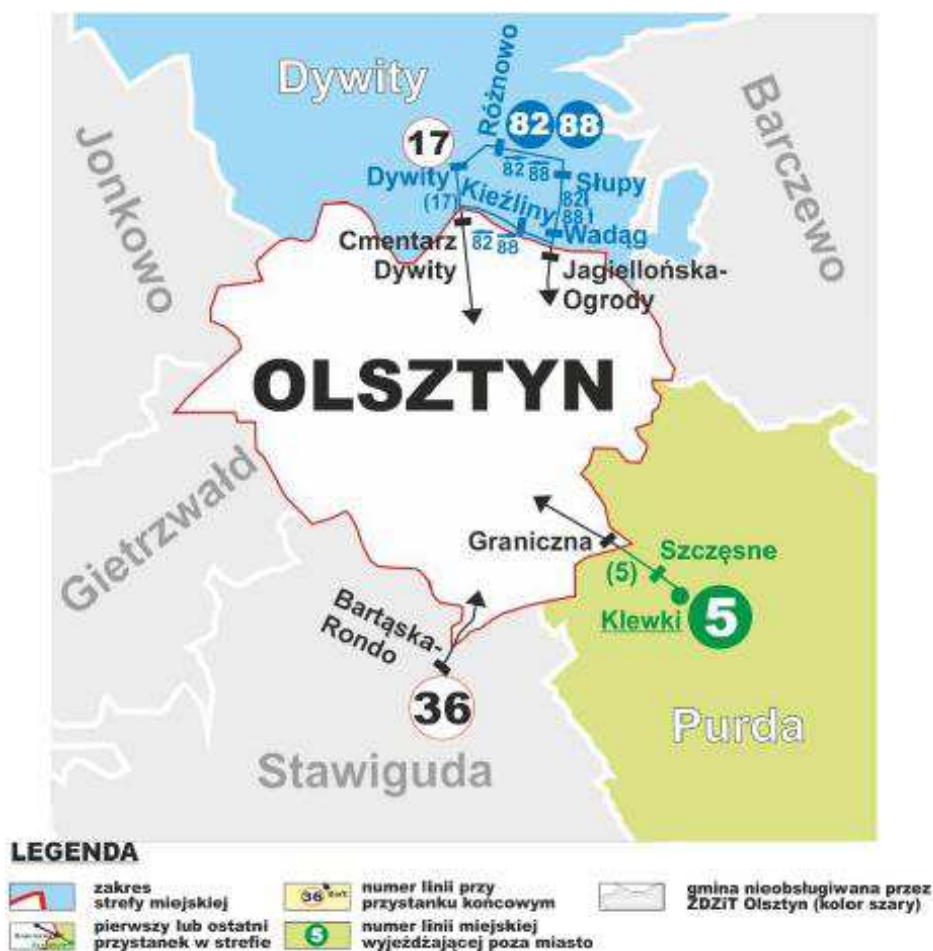 Dywity
Różnowo
82 88
Barczewo
Jonkowo
17
82 88
Dywity
Słupy
Kieźliny
82
88
(17)
Wadąg
82 88
Cmentarz
Dywity
Jagiellońska-
Ogrody
OLSZTYN
Gietrzwałd
Graniczna
Szczęsne
(5)
Klewki
5
Bartąska-
Rondo
36
Purda
Stawiguda
LEGENDA
zakres
strefy miejskiej
36
numer linii przy
przystanku końcowym
gmina nieobsługiwana przez
ZDZiT Olsztyn (kolor szary)
pierwszy lub ostatni
przystanek w strefie
5
numer linii miejskiej
wyjeżdżającej poza miasto